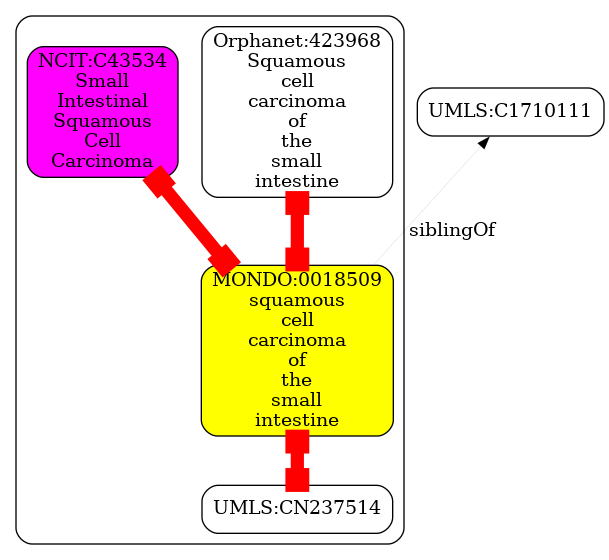 NCIT:C43534
Small
Intestinal
Squamous
Cell
Carcinoma
Orphanet:423968
Squamous
cell
carcinoma
of
the
small
intestine
UMLS:C1710111
siblingOf
MONDO:0018509
squamous
cell
carcinoma
of
the
small
intestine
UMLS:CN237514